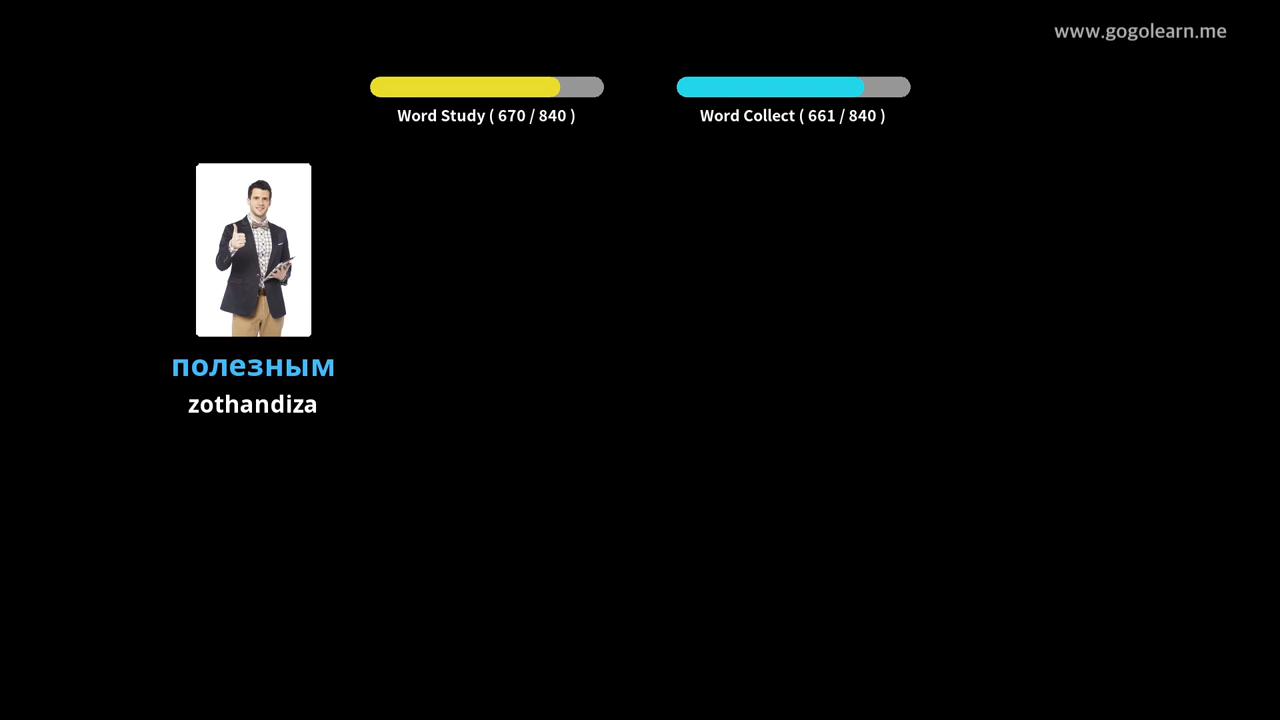 www.gogolearn.me
Word Study ( 670 / 840 )
Word Collect ( 661 / 840 )
полезным
zothandiza